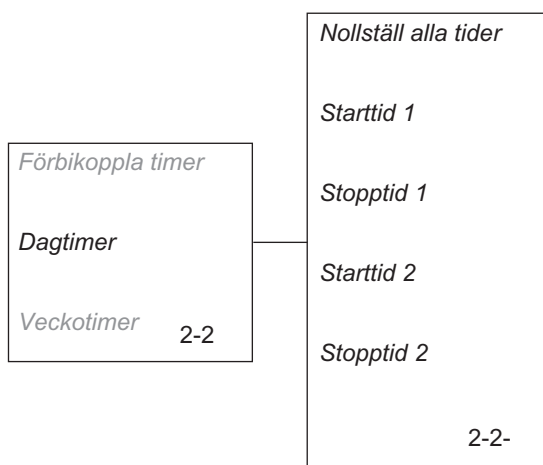 Förbikoppla timer
Dagtimer
Veckotimer
2-2
Nollställ alla tider
Starttid 1
Stopptid 1
Starttid 2
Stopptid 2
2-2-